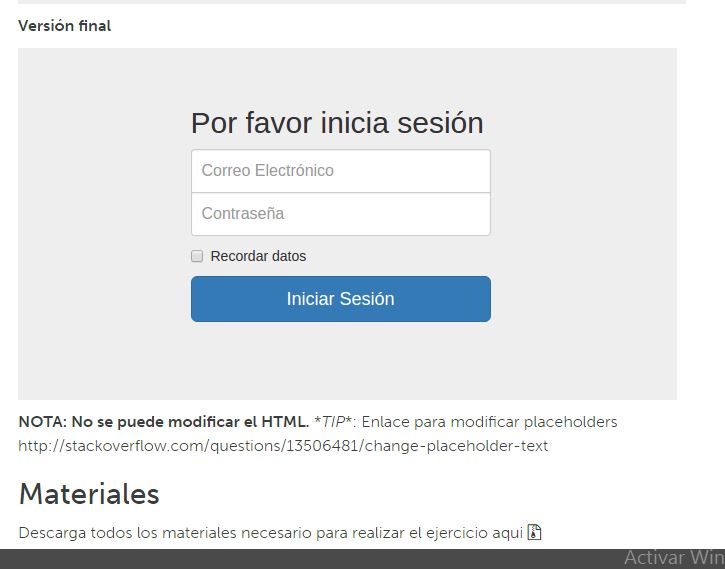 Versión final
Por favor inicia sesión
Correo Electrónico
Contraseña
Recordar datos
Iniciar Sesión
NOTA: No se puede modificar el HTML. *TIP*: Enlace para modificar placeholders
http://stackoverflow.com/questions/13506481/change-placeholder-text
Materiales
Descarga todos los materiales necesario para realizar el ejercicio aqui
Activar Win